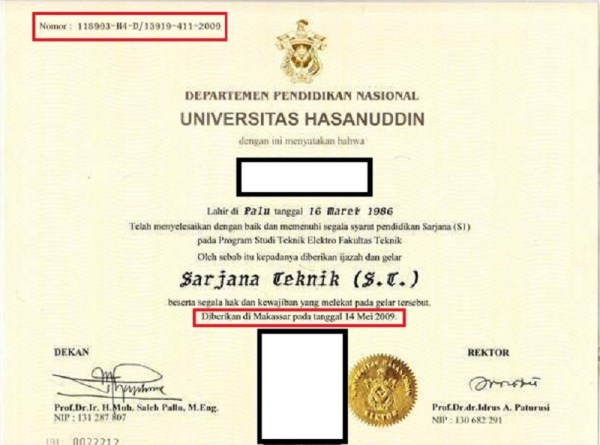 Nomor : 118903-H4-D/13919-411-2009
DEPARTEMEN PENDIDIKAN NASIONAL
UNIVERSITAS HASANUDDIN
dengan ini menyatakan bahwa
Lahir di Palu tanggal 16 Maret 1986
Telah menyelesaikan dengan baik dan memenuhi segala syarat pendidikan Sarjana (S1)
pada Program Studi Teknik Elektro Fakultas Teknik
Oleh sebab itu kepadanya diberikan ijazah dan gelar
Sarjana Teknik (S.T.)
beserta segala hak dan kewajiban yang melekat pada gelar tersebut.
Diberikan di Makassar pada tanggal 14 Mei 2009.
DEKAN
REKTOR
Prof.Dr.Ir. H.Muh. Saleh Pallu, M.Eng.
NIP : 131 287 807
Prof.Dr.dr.Idrus A. Paturusi
NIP : 130 682 291
0022212